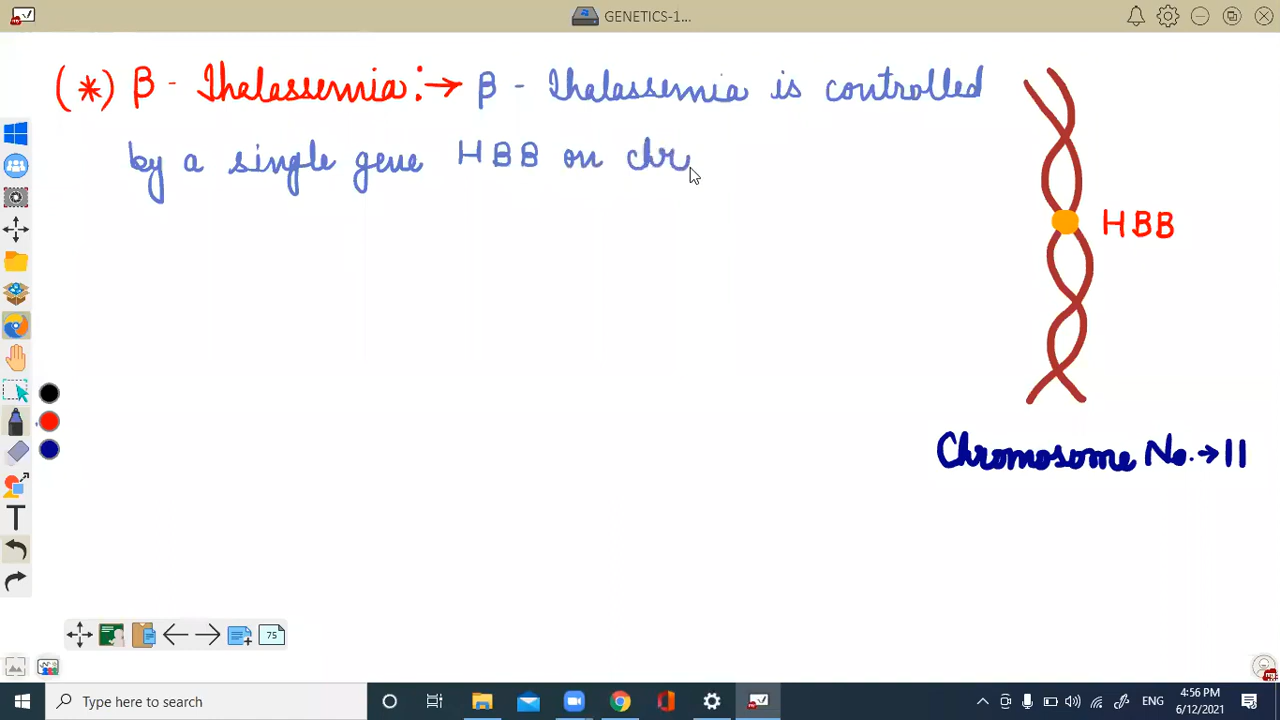 GENETICS-1...
(*) β - Thalassemia:→ β - Thalassemia is controlled
by a single gene HBB on chr
HBB
Chromosome No.→11
T
75
Type here to search
ENG
4:56 PM
6/12/2021